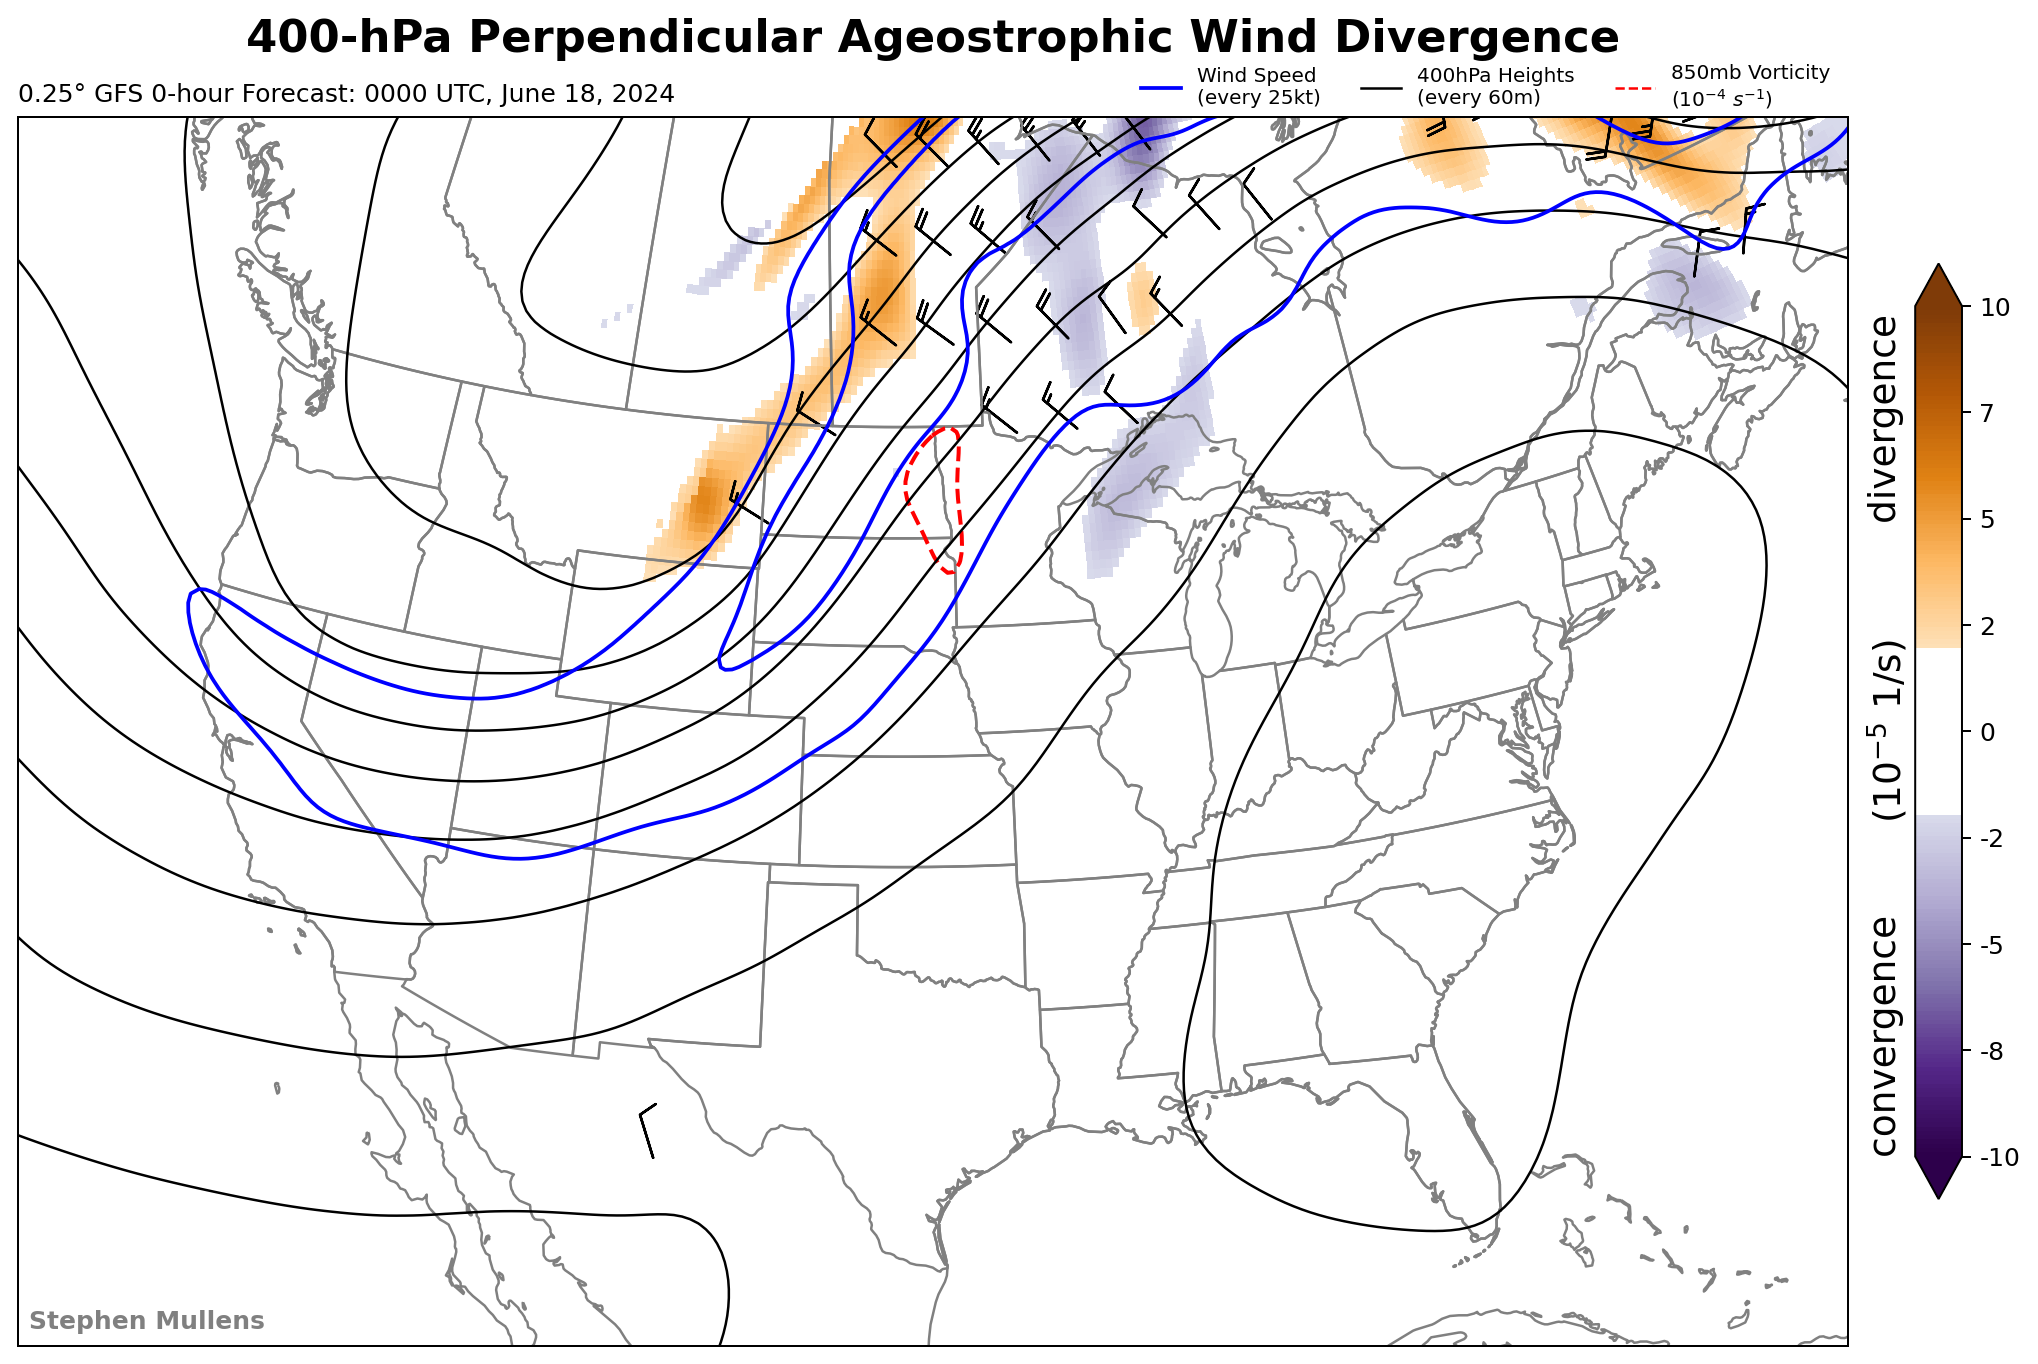 400-hPa Perpendicular Ageostrophic Wind Divergence
0.25° GFS 0-hour Forecast: 0000 UTC, June 18, 2024
Wind Speed
(every 25kt)
400hPa Heights
(every 60m)
850mb Vorticity
(10⁻⁴ s⁻¹)
10
7
5
2
0
-2
-5
-8
-10
divergence
(10⁻⁵ 1/s)
convergence
Stephen Mullens